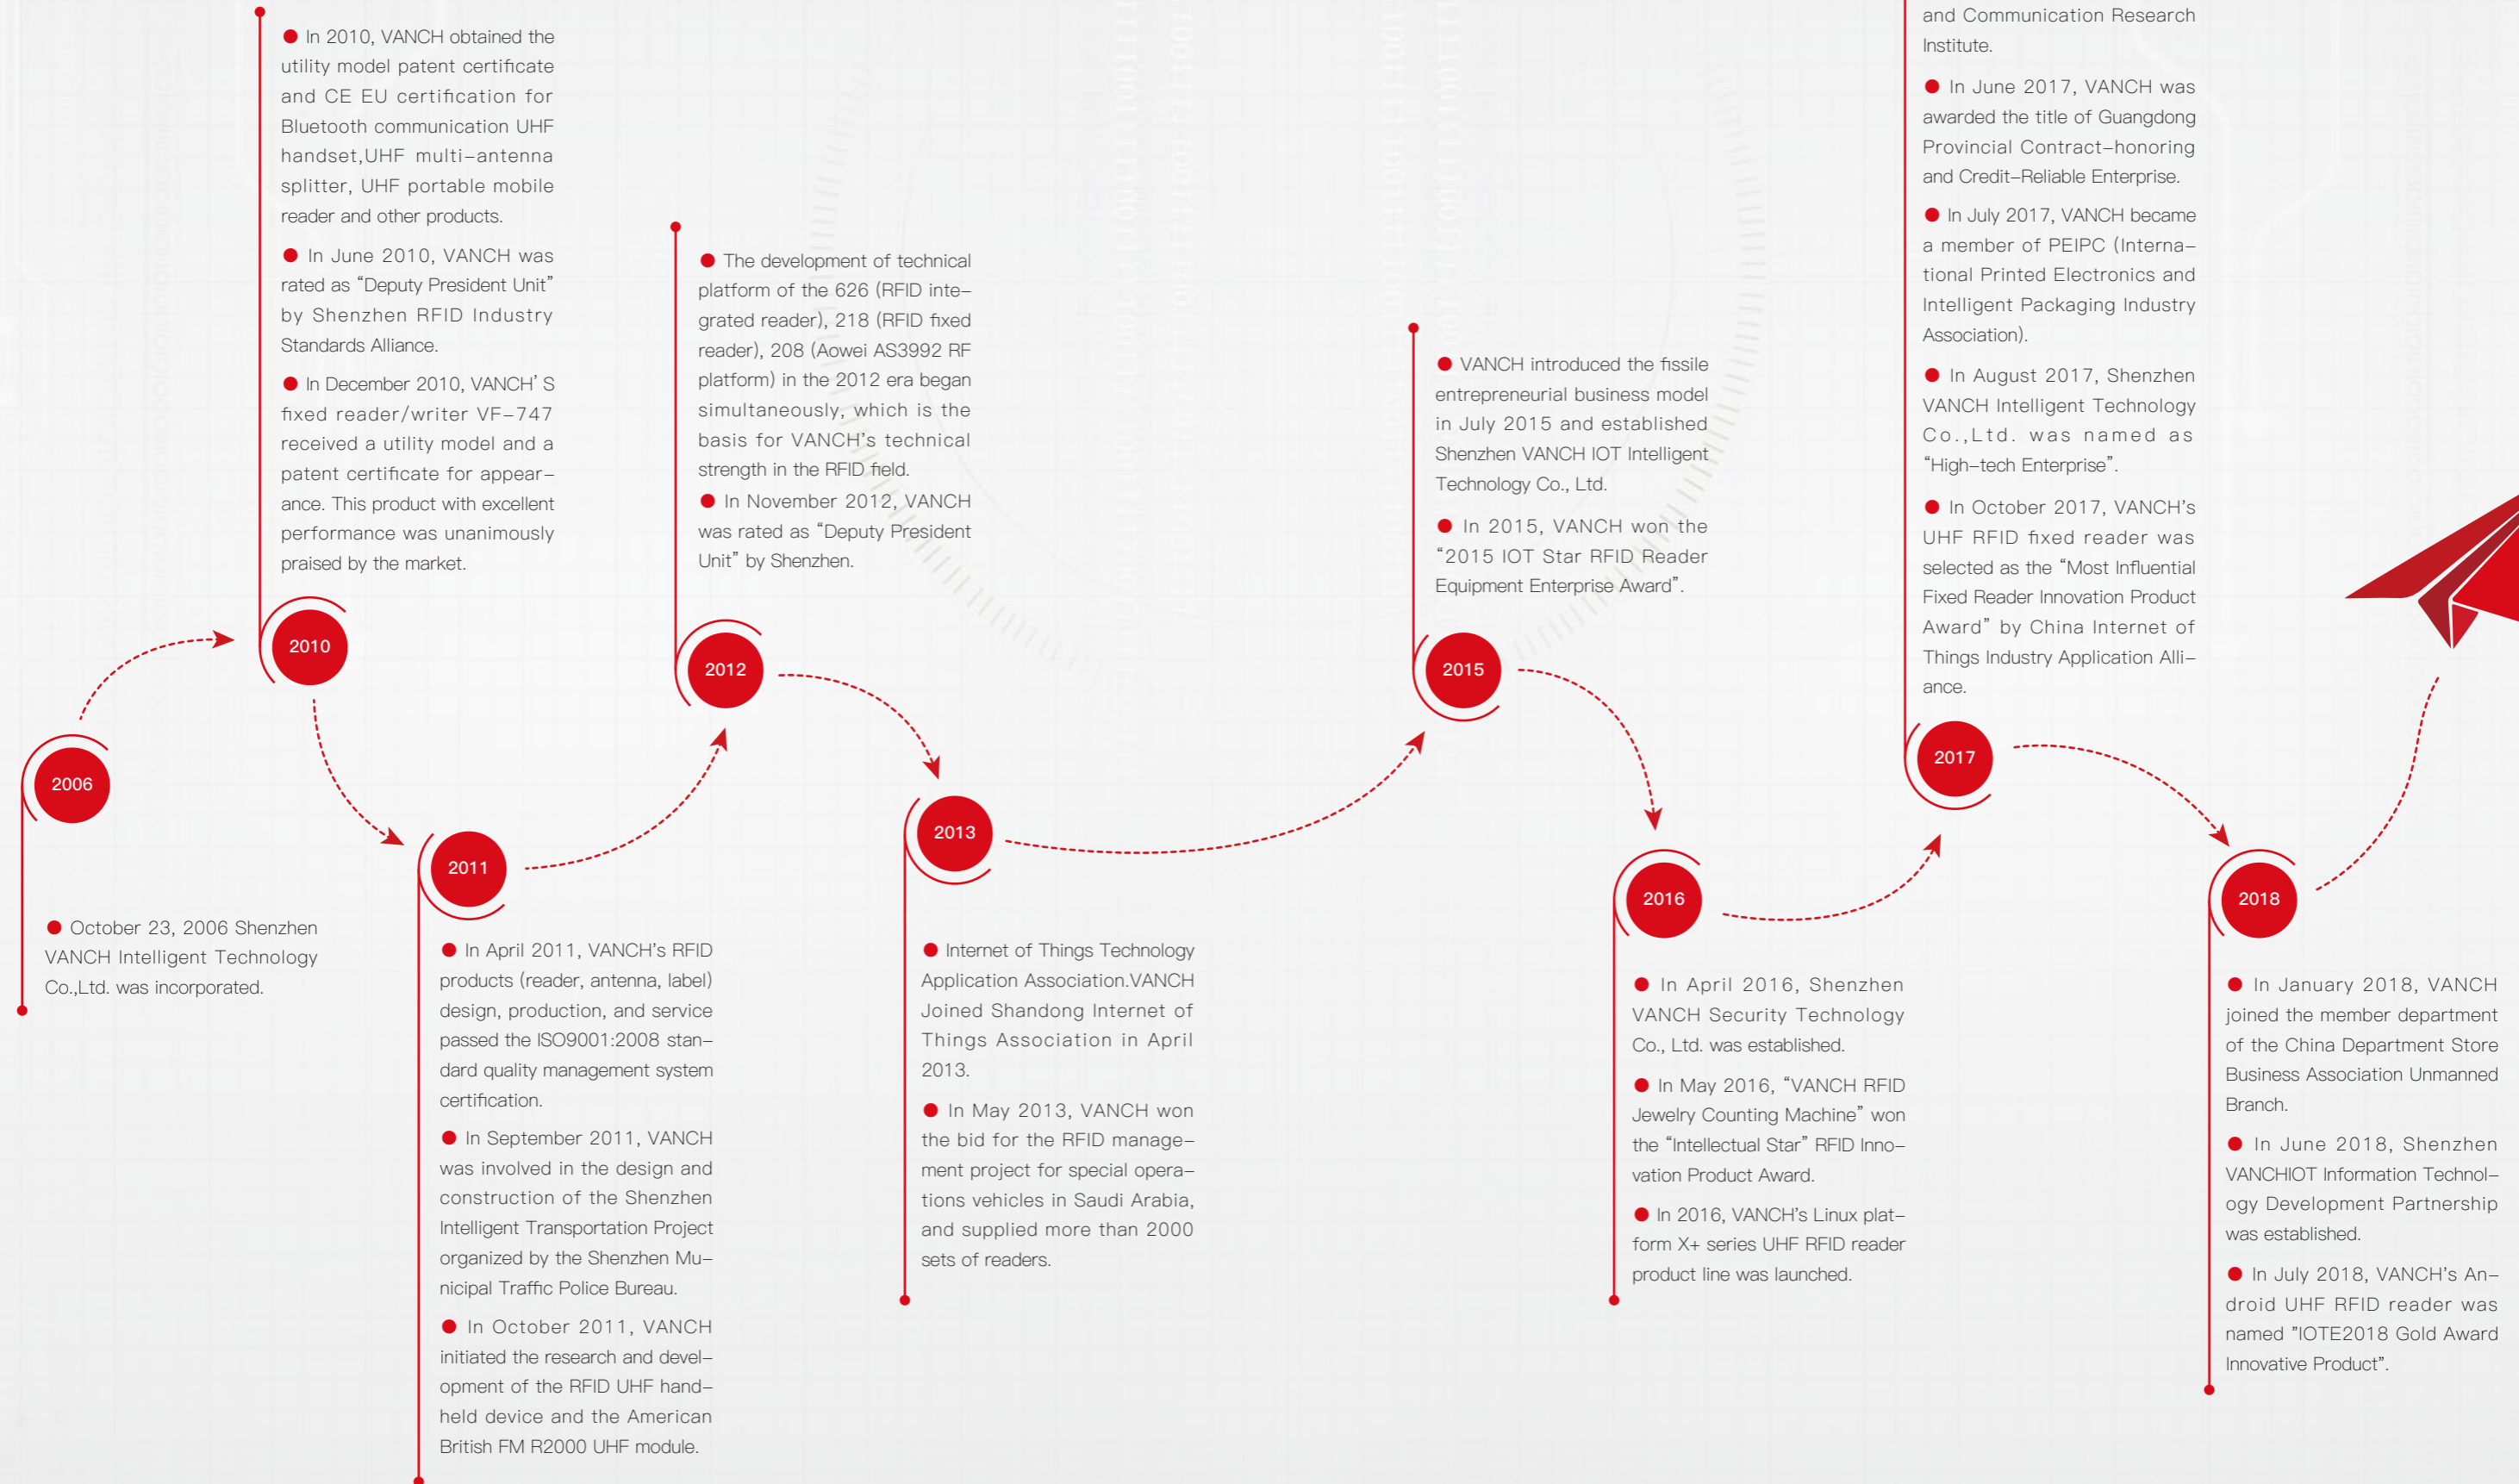 2006
● October 23, 2006 Shenzhen
VANCH Intelligent Technology
Co.,Ltd. was incorporated.
● In 2010, VANCH obtained the
utility model patent certificate
and CE EU certification for
Bluetooth communication UHF
handset,UHF multi-antenna
splitter, UHF portable mobile
reader and other products.
● In June 2010, VANCH was
rated as “Deputy President Unit”
by Shenzhen RFID Industry
Standards Alliance.
● In December 2010, VANCH’ S
fixed reader/writer VF-747
received a utility model and a
patent certificate for appear-
ance. This product with excellent
performance was unanimously
praised by the market.
2010
2011
● In April 2011, VANCH’s RFID
products (reader, antenna, label)
design, production, and service
passed the ISO9001:2008 stan-
dard quality management system
certification.
● In September 2011, VANCH
was involved in the design and
construction of the Shenzhen
Intelligent Transportation Project
organized by the Shenzhen Mu-
nicipal Traffic Police Bureau.
● In October 2011, VANCH
initiated the research and devel-
opment of the RFID UHF hand-
held device and the American
British FM R2000 UHF module.
● The development of technical
platform of the 626 (RFID inte-
grated reader), 218 (RFID fixed
reader), 208 (Aowei AS3992 RF
platform) in the 2012 era began
simultaneously, which is the
basis for VANCH’s technical
strength in the RFID field.
● In November 2012, VANCH
was rated as “Deputy President
Unit” by Shenzhen.
2012
2013
● Internet of Things Technology
Application Association.VANCH
Joined Shandong Internet of
Things Association in April
2013.
● In May 2013, VANCH won
the bid for the RFID manage-
ment project for special opera-
tions vehicles in Saudi Arabia,
and supplied more than 2000
sets of readers.
● VANCH introduced the fissile
entrepreneurial business model
in July 2015 and established
Shenzhen VANCH IOT Intelligent
Technology Co., Ltd.
● In 2015, VANCH won the
“2015 IOT Star RFID Reader
Equipment Enterprise Award”.
2015
2016
● In April 2016, Shenzhen
VANCH Security Technology
Co., Ltd. was established.
● In May 2016, “VANCH RFID
Jewelry Counting Machine” won
the “Intellectual Star” RFID Inno-
vation Product Award.
● In 2016, VANCH’s Linux plat-
form X+ series UHF RFID reader
product line was launched.
and Communication Research
Institute.
● In June 2017, VANCH was
awarded the title of Guangdong
Provincial Contract-honoring
and Credit-Reliable Enterprise.
● In July 2017, VANCH became
a member of PEIPC (Interna-
tional Printed Electronics and
Intelligent Packaging Industry
Association).
● In August 2017, Shenzhen
VANCH Intelligent Technology
Co.,Ltd. was named as
“High-tech Enterprise”.
● In October 2017, VANCH’s
UHF RFID fixed reader was
selected as the “Most Influential
Fixed Reader Innovation Product
Award” by China Internet of
Things Industry Application Alli-
ance.
2017
2018
● In January 2018, VANCH
joined the member department
of the China Department Store
Business Association Unmanned
Branch.
● In June 2018, Shenzhen
VANCHIOT Information Technol-
ogy Development Partnership
was established.
● In July 2018, VANCH’s An-
droid UHF RFID reader was
named ”IOTE2018 Gold Award
Innovative Product”.